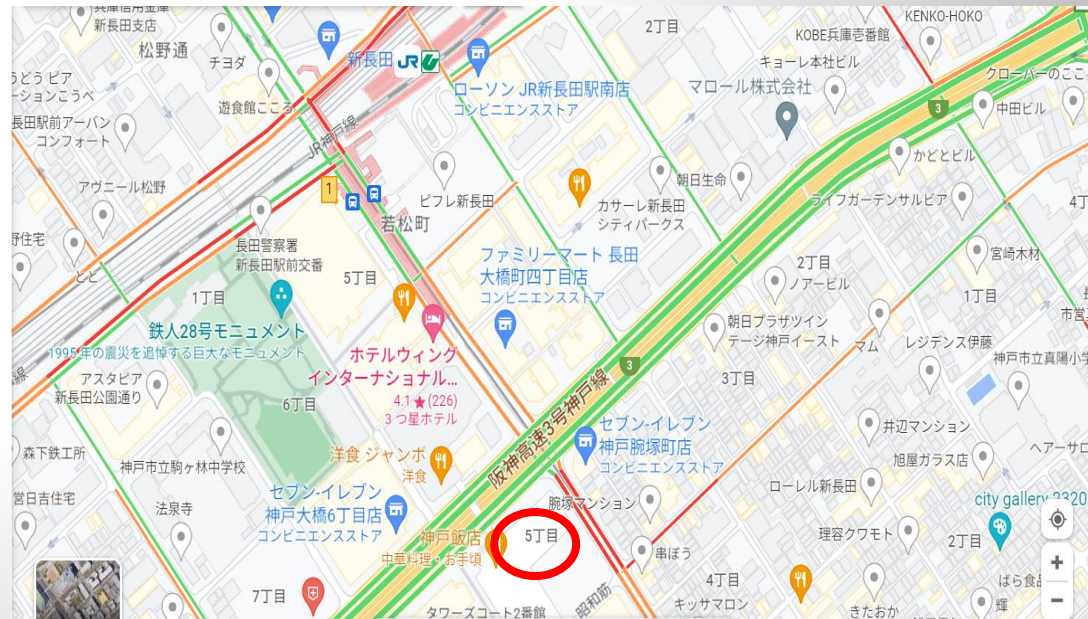 新長田支店
松野通
チヨダ
新長田
JR
2丁目
KENKO-HOKO
KOBE兵庫壱番館
キョーレ本社ビル
クローバーのここ
ローソン JR新長田駅南店
コンビニエンスストア
マロール株式会社
3
中田ビル
遊食館こころ
うどう ピア
ーションこうべ
長田駅前アーバン
コンフォート
JR神戸線
かどとビル
アヴニール松野
1
ピフレ新長田
カサーレ新長田
シティパークス
朝日生命
ライフガーデンサルビア
4丁
若松町
野住宅
とど
長田警察署
新長田駅前交番
5丁目
ファミリーマート 長田
大橋町四丁目店
コンビニエンスストア
2丁目
ノアービル
宮崎木材
1丁目
市営
1丁目
鉄人28号モニュメント
1995 年の震災を追悼する巨大なモニュメント
ホテルウィング
インターナショナル...
4.1★(226)
3 つ星ホテル
朝日プラザツイン
テージ神戸イースト
マム
レジデンス伊藤
神戸市立真陽小学
アスタピア
新長田公園通り
6丁目
3
阪神高速3号神戸線
3丁目
森下鉄工所
神戸市立駒ヶ林中学校
洋食 ジャンボ
洋食
セブン-イレブン
神戸腕塚町店
コンビニエンスストア
井辺マンション
旭屋ガラス店
ヘアーサロ
営日吉住宅
法泉寺
セブン-イレブン
神戸大橋6丁目店
コンビニエンスストア
腕塚マンション
ローレル新長田
city gallery 2320
神戸飯店
中華料理・お手頃
5丁目
串ぼう
理容クワモト
2丁目
7丁目
4丁目
ばら食品
タワーズコート2番館
昭和筋
キッサマロン
きたおか
輝